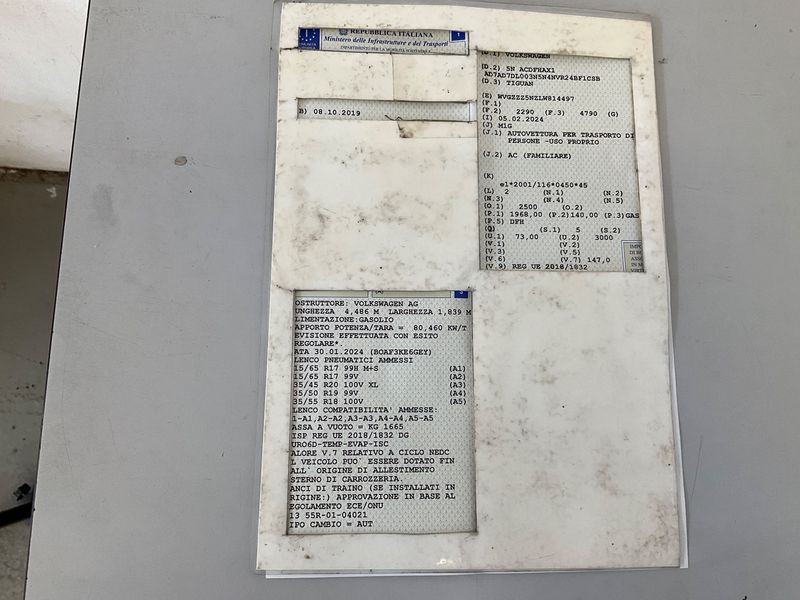 REPUBBLICA ITALIANA
Ministero delle Infrastrutture e dei Trasporti
DIPARTIMENTO PER LA MOBILITÀ SOSTENIBILE
1
B) 08.10.2019
(D.1) VOLKSWAGEN
(D.2) 5N ACDFHAX1
AD7AD7DL003N5N4NVR24BF1CSB
(D.3) TIGUAN
(E) WVGZZZ5NZLW814497
(F.1)
(F.2) 2290 (F.3) 4790 (G)
(I) 05.02.2024
(J) M1G
(J.1) AUTOVETTURA PER TRASPORTO DI
PERSONE -USO PROPRIO
(J.2) AC (FAMILIARE)
(K)
e1*2001/116*0450*45
(L) 2 (N.1) (N.2)
(N.3) (N.4) (N.5)
(O.1) 2500 (O.2)
(P.1) 1968,00 (P.2)140,00 (P.3)GAS
(P.5) DFH
(Q) (S.1) 5 (S.2)
(U.1) 73,00 (U.2) 3000
(V.1) (V.2)
(V.3) (V.5)
(V.6) (V.7) 147,0
(V.9) REG UE 2018/1832
3
OSTRUTTORE: VOLKSWAGEN AG
UNGHEZZA 4,486 M LARGHEZZA 1,839 M
LIMENTAZIONE:GASOLIO
APPORTO POTENZA/TARA = 80,460 KW/T
EVISIONE EFFETTUATA CON ESITO
REGOLARE*.
ATA 30.01.2024 (BOAF3KE6GEY)
LENCO PNEUMATICI AMMESSI
15/65 R17 99H M+S (A1)
15/65 R17 99V (A2)
35/45 R20 100V XL (A3)
35/50 R19 99V (A4)
35/55 R18 100V (A5)
LENCO COMPATIBILITA' AMMESSE:
1-A1,A2-A2,A3-A3,A4-A4,A5-A5
ASSA A VUOTO = KG 1665
ISP REG UE 2018/1832 DG
URO6D-TEMP-EVAP-ISC
ALORE V.7 RELATIVO A CICLO NEDC
L VEICOLO PUO` ESSERE DOTATO FIN
ALL` ORIGINE DI ALLESTIMENTO
STERNO DI CARROZZERIA.
ANCI DI TRAINO (SE INSTALLATI IN
RIGINE:) APPROVAZIONE IN BASE AL
EGOLAMENTO ECE/ONU
13 55R-01-04021
IPO CAMBIO = AUT